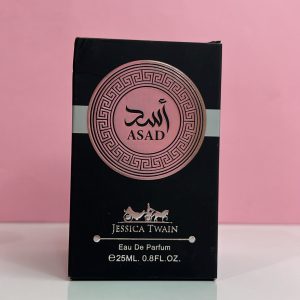 أسد
ASAD
JESSICA TWAIN
Eau De Parfum
℮25ML. 0.8FL.OZ.